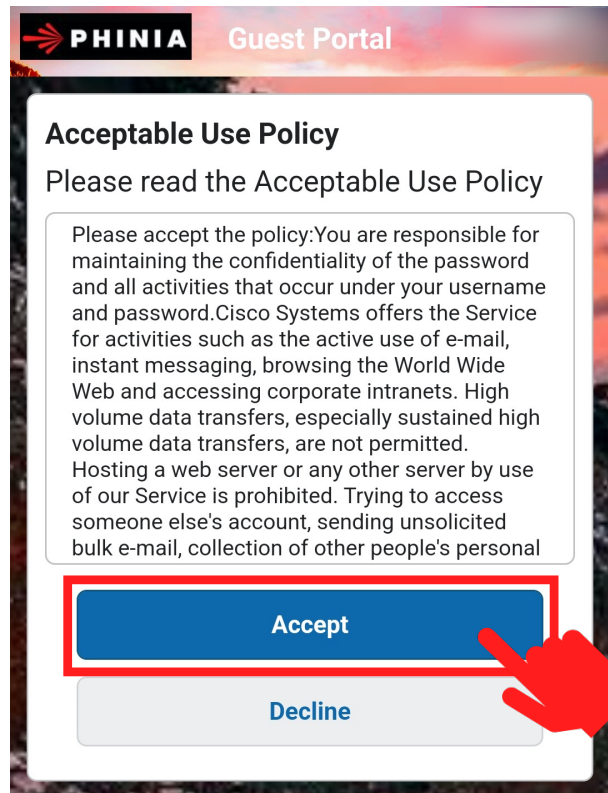 PHINIA Guest Portal
Acceptable Use Policy
Please read the Acceptable Use Policy
Please accept the policy:You are responsible for
maintaining the confidentiality of the password
and all activities that occur under your username
and password.Cisco Systems offers the Service
for activities such as the active use of e-mail,
instant messaging, browsing the World Wide
Web and accessing corporate intranets. High
volume data transfers, especially sustained high
volume data transfers, are not permitted.
Hosting a web server or any other server by use
of our Service is prohibited. Trying to access
someone else's account, sending unsolicited
bulk e-mail, collection of other people's personal
Accept
Decline